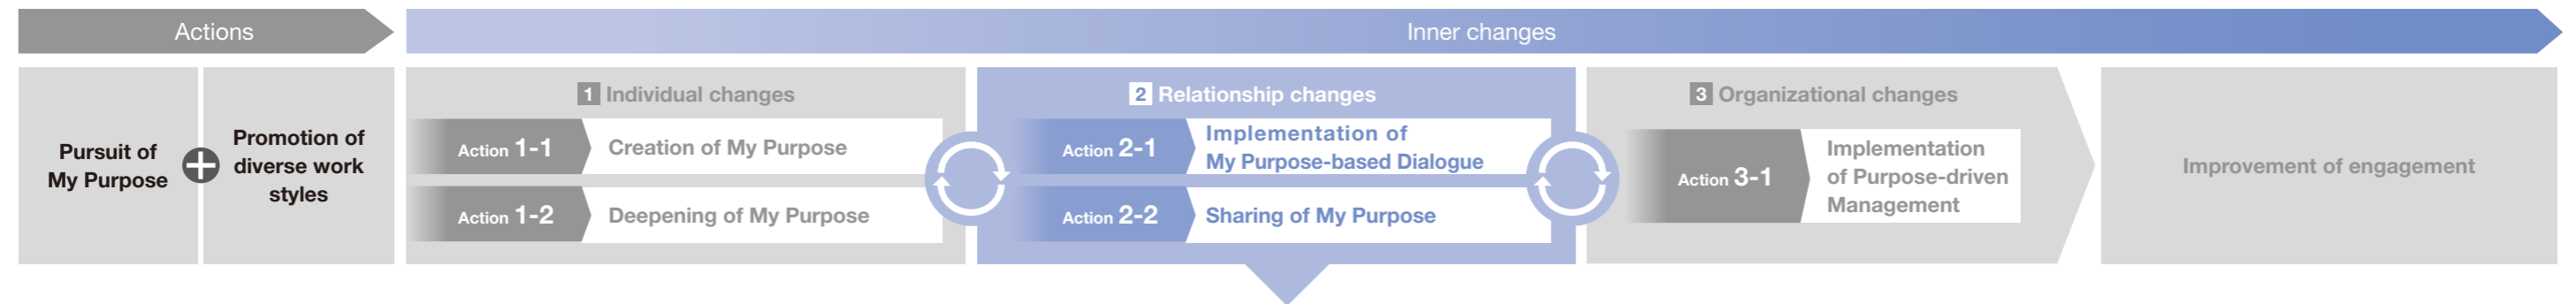 Actions
Inner changes
Pursuit of
My Purpose
Promotion of
diverse work
styles
1 Individual changes
Action 1-1
Creation of My Purpose
Action 1-2
Deepening of My Purpose
2 Relationship changes
Action 2-1
Implementation of
My Purpose-based Dialogue
Action 2-2
Sharing of My Purpose
3 Organizational changes
Action 3-1
Implementation
of Purpose-driven
Management
Improvement of engagement